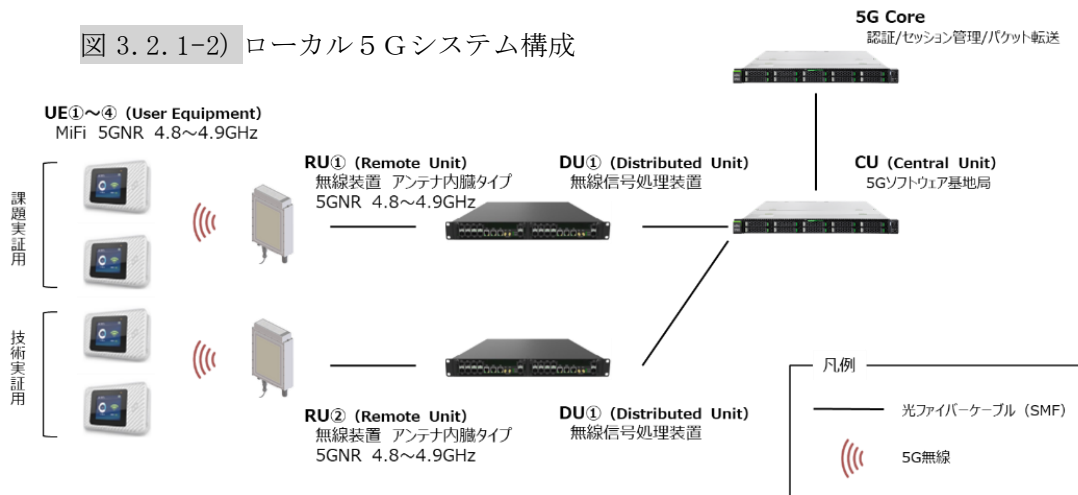 図 3.2.1-2) ローカル５Ｇシステム構成
5G Core
認証/セッション管理/パケット転送
UE①～④ (User Equipment)
MiFi 5GNR 4.8～4.9GHz
課題実証用
技術実証用
RU① (Remote Unit)
無線装置 アンテナ内臓タイプ
5GNR 4.8～4.9GHz
DU① (Distributed Unit)
無線信号処理装置
CU (Central Unit)
5Gソフトウェア基地局
RU② (Remote Unit)
無線装置 アンテナ内臓タイプ
5GNR 4.8～4.9GHz
DU① (Distributed Unit)
無線信号処理装置
凡例
光ファイバーケーブル (SMF)
5G無線